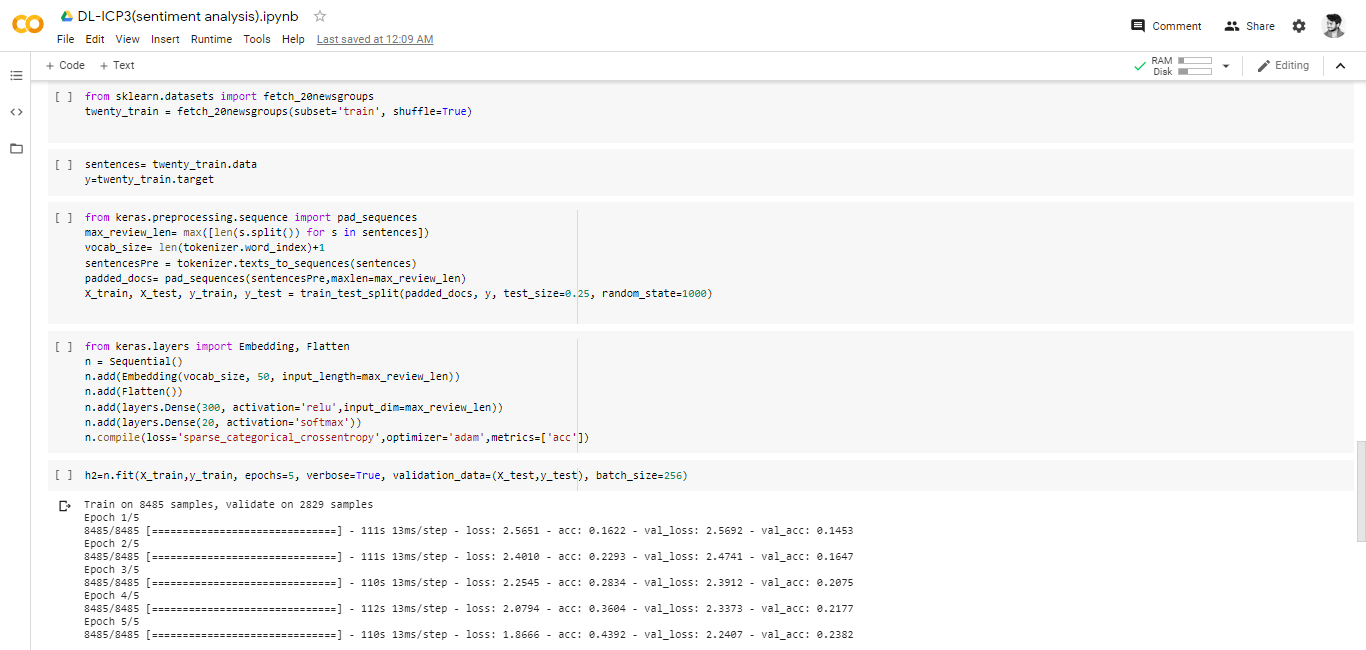 DL-ICP3(sentiment analysis).ipynb
File Edit View Insert Runtime Tools Help Last saved at 12:09 AM
Comment Share
+ Code + Text
RAM
Disk
Editing
[ ] from sklearn.datasets import fetch_20newsgroups
twenty_train = fetch_20newsgroups(subset='train', shuffle=True)
[ ] sentences= twenty_train.data
y=twenty_train.target
[ ] from keras.preprocessing.sequence import pad_sequences
max_review_len= max([len(s.split()) for s in sentences])
vocab_size= len(tokenizer.word_index)+1
sentencesPre = tokenizer.texts_to_sequences(sentences)
padded_docs= pad_sequences(sentencesPre,maxlen=max_review_len)
X_train, X_test, y_train, y_test = train_test_split(padded_docs, y, test_size=0.25, random_state=1000)
[ ] from keras.layers import Embedding, Flatten
n = Sequential()
n.add(Embedding(vocab_size, 50, input_length=max_review_len))
n.add(Flatten())
n.add(layers.Dense(300, activation='relu',input_dim=max_review_len))
n.add(layers.Dense(20, activation='softmax'))
n.compile(loss='sparse_categorical_crossentropy',optimizer='adam',metrics=['acc'])
[ ] h2=n.fit(X_train,y_train, epochs=5, verbose=True, validation_data=(X_test,y_test), batch_size=256)
Train on 8485 samples, validate on 2829 samples
Epoch 1/5
8485/8485 [==============================] - 111s 13ms/step - loss: 2.5651 - acc: 0.1622 - val_loss: 2.5692 - val_acc: 0.1453
Epoch 2/5
8485/8485 [==============================] - 111s 13ms/step - loss: 2.4010 - acc: 0.2293 - val_loss: 2.4741 - val_acc: 0.1647
Epoch 3/5
8485/8485 [==============================] - 110s 13ms/step - loss: 2.2545 - acc: 0.2834 - val_loss: 2.3912 - val_acc: 0.2075
Epoch 4/5
8485/8485 [==============================] - 112s 13ms/step - loss: 2.0794 - acc: 0.3604 - val_loss: 2.3373 - val_acc: 0.2177
Epoch 5/5
8485/8485 [==============================] - 110s 13ms/step - loss: 1.8666 - acc: 0.4392 - val_loss: 2.2407 - val_acc: 0.2382